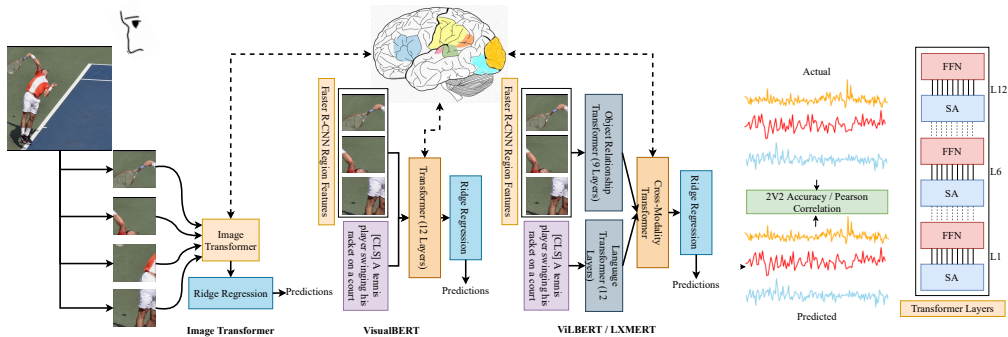 Image
Transformer
Ridge Regression
Predictions
Image Transformer
Faster R-CNN Region Features
[CLS] A tennis
player swinging his
racket on a court
Transformer (12 Layers)
Ridge Regression
Predictions
VisualBERT
Faster R-CNN Region Features
[CLS] A tennis
player swinging his
racket on a court
Object Relationship
Transformer (9 Layers)
Language
Transformer (12
Layers)
Cross-Modality
Transformer
Ridge Regression
Predictions
ViLBERT / LXMERT
Actual
2V2 Accuracy / Pearson
Correlation
Predicted
FFN
L12
SA
FFN
L6
SA
FFN
L1
SA
Transformer Layers